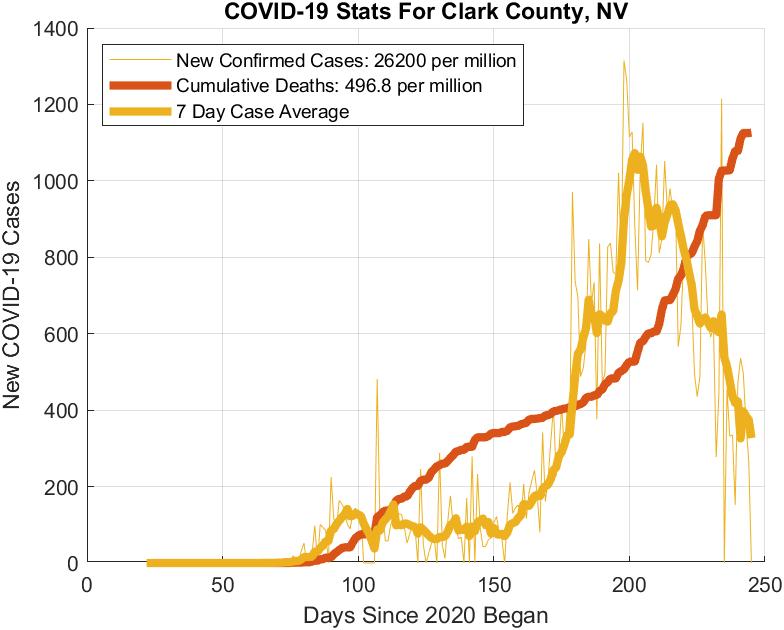 COVID-19 Stats For Clark County, NV
1400
1200
1000
800
600
400
200
0
New COVID-19 Cases
New Confirmed Cases: 26200 per million
Cumulative Deaths: 496.8 per million
7 Day Case Average
0 50 100 150 200 250
Days Since 2020 Began